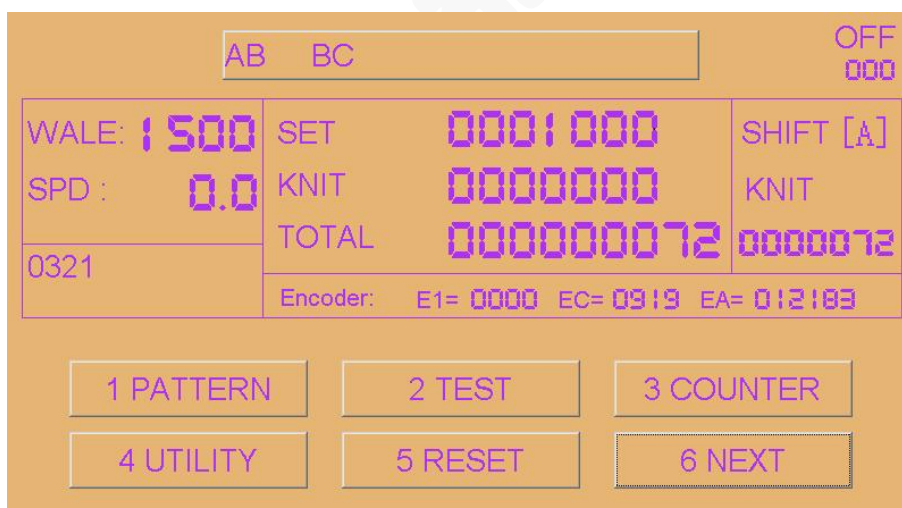 AB BC
OFF
000
WALE: 1500
SPD : 0.0
0321
SET 0001000
KNIT 0000000
TOTAL 000000072
SHIFT [A]
KNIT
0000072
Encoder: E1= 0000 EC= 0919 EA= 012183
1 PATTERN 2 TEST 3 COUNTER
4 UTILITY 5 RESET 6 NEXT